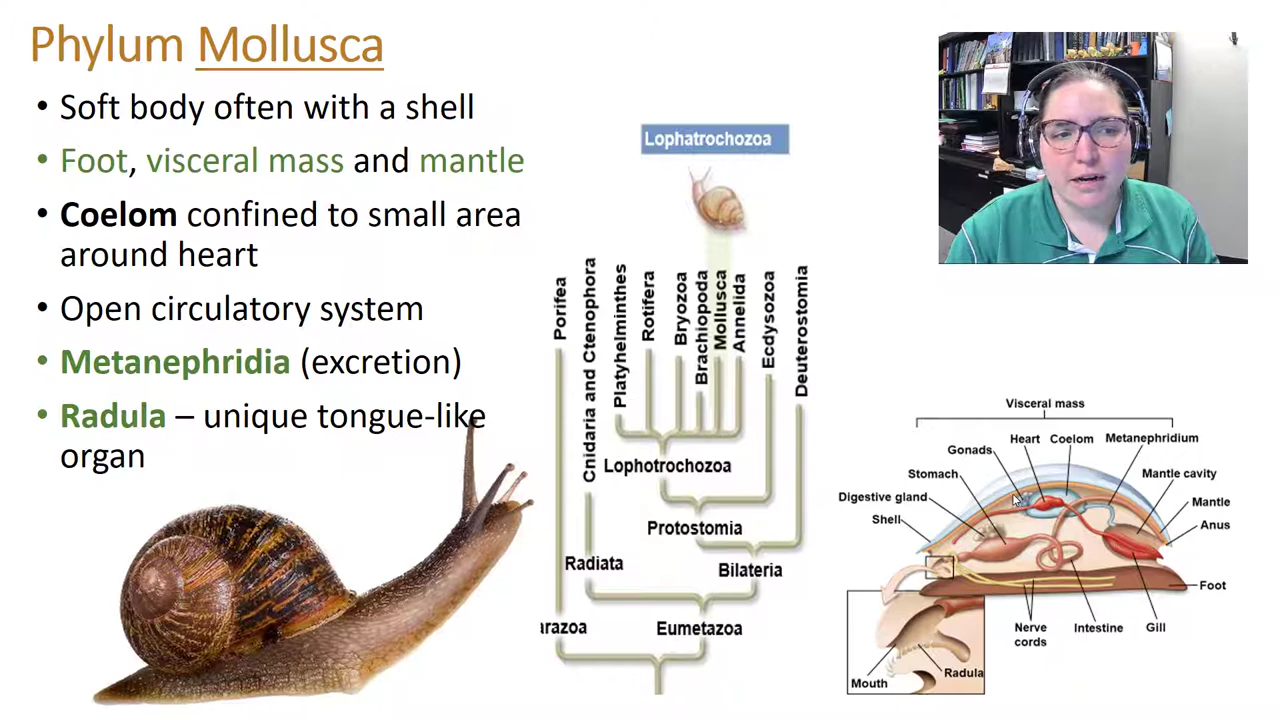 Phylum Mollusca
• Soft body often with a shell
• Foot, visceral mass and mantle
• Coelom confined to small area
around heart
• Open circulatory system
• Metanephridia (excretion)
• Radula – unique tongue-like
organ
Lophatrochozoa
Porifea
Cnidaria and Ctenophora
Platyhelminthes
Rotifera
Bryozoa
Brachiopoda
Mollusca
Annelida
Ecdysozoa
Deuterostomia
Lophotrochozoa
Protostomia
Radiata
Bilateria
arazoa
Eumetazoa
Visceral mass
Heart
Coelom
Metanephridium
Gonads
Stomach
Mantle cavity
Digestive gland
Mantle
Shell
Anus
Foot
Nerve
cords
Intestine
Gill
Radula
Mouth